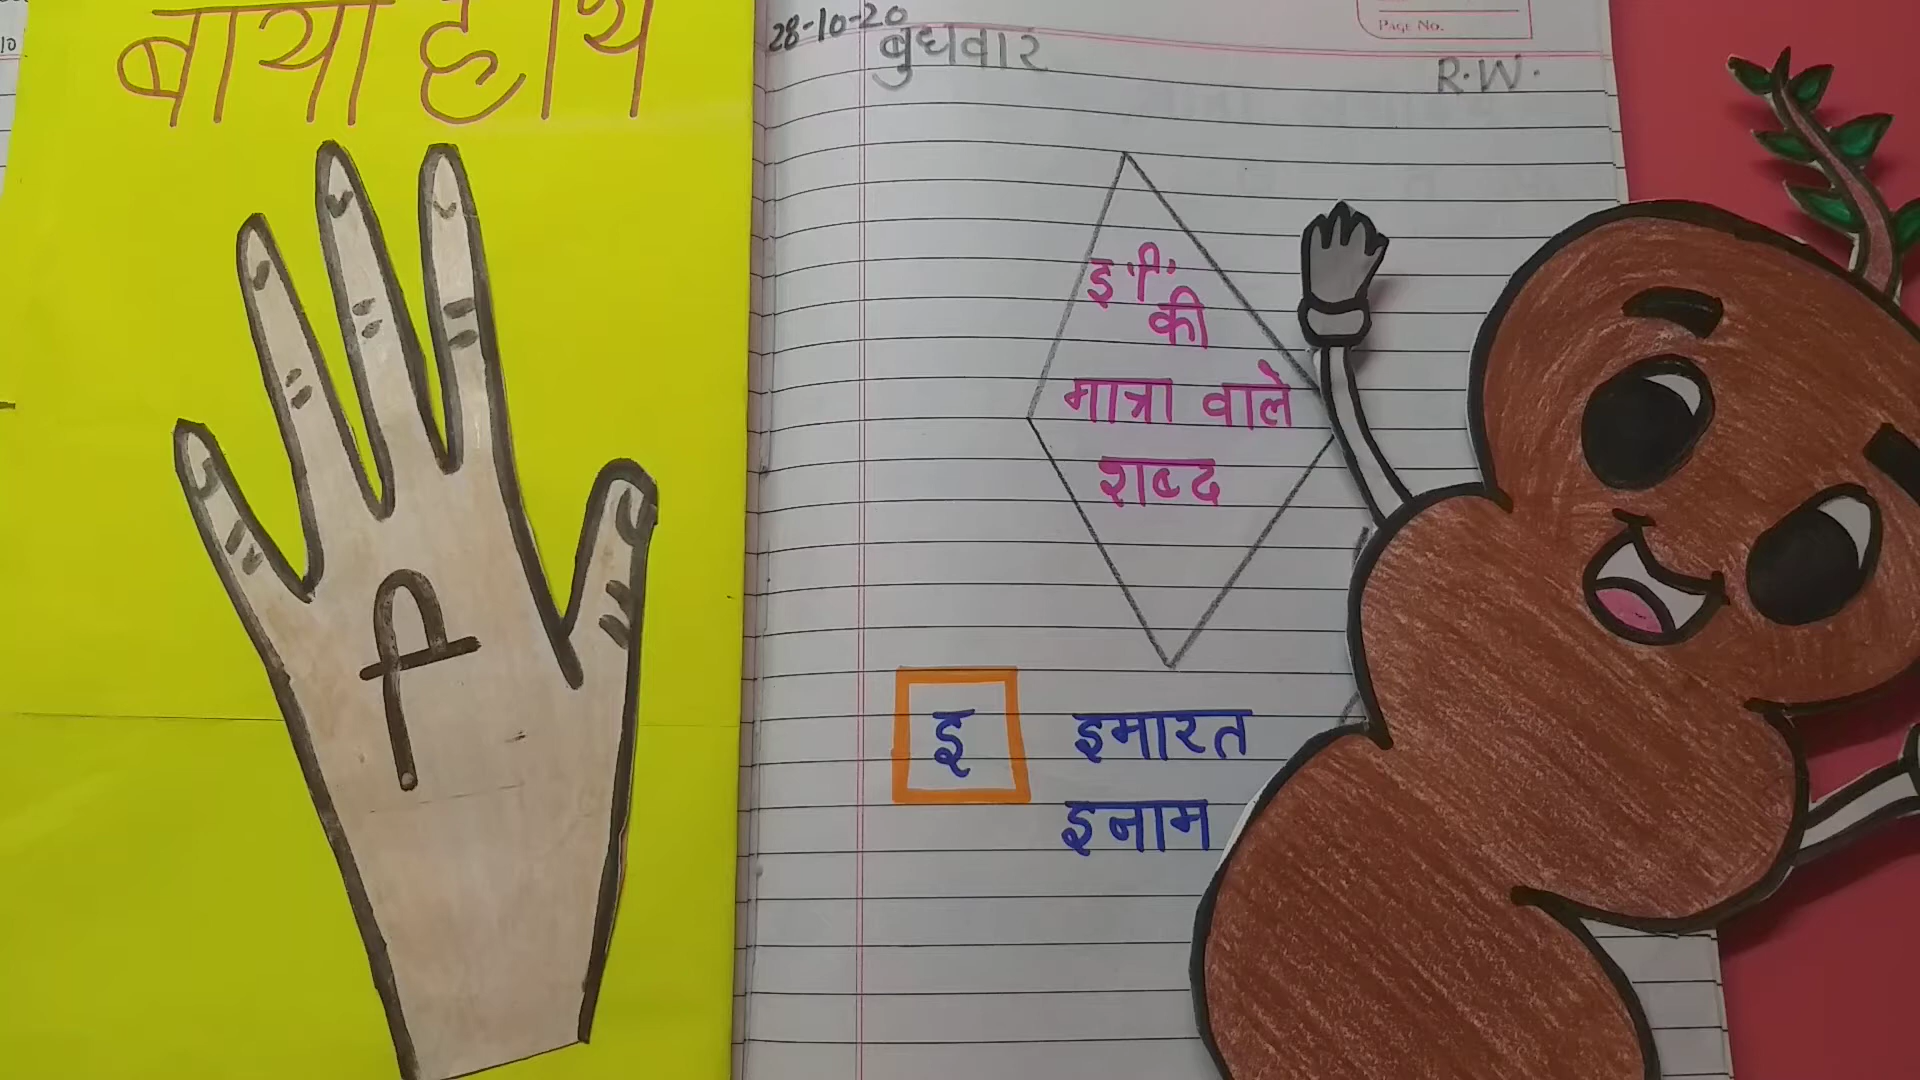 बाया हाथ
28-10-20
बुधवार
PAGE No.
R.W.
इ 'ि'
की
मात्रा वाले
शब्द
इ इमारत
इनाम
ि